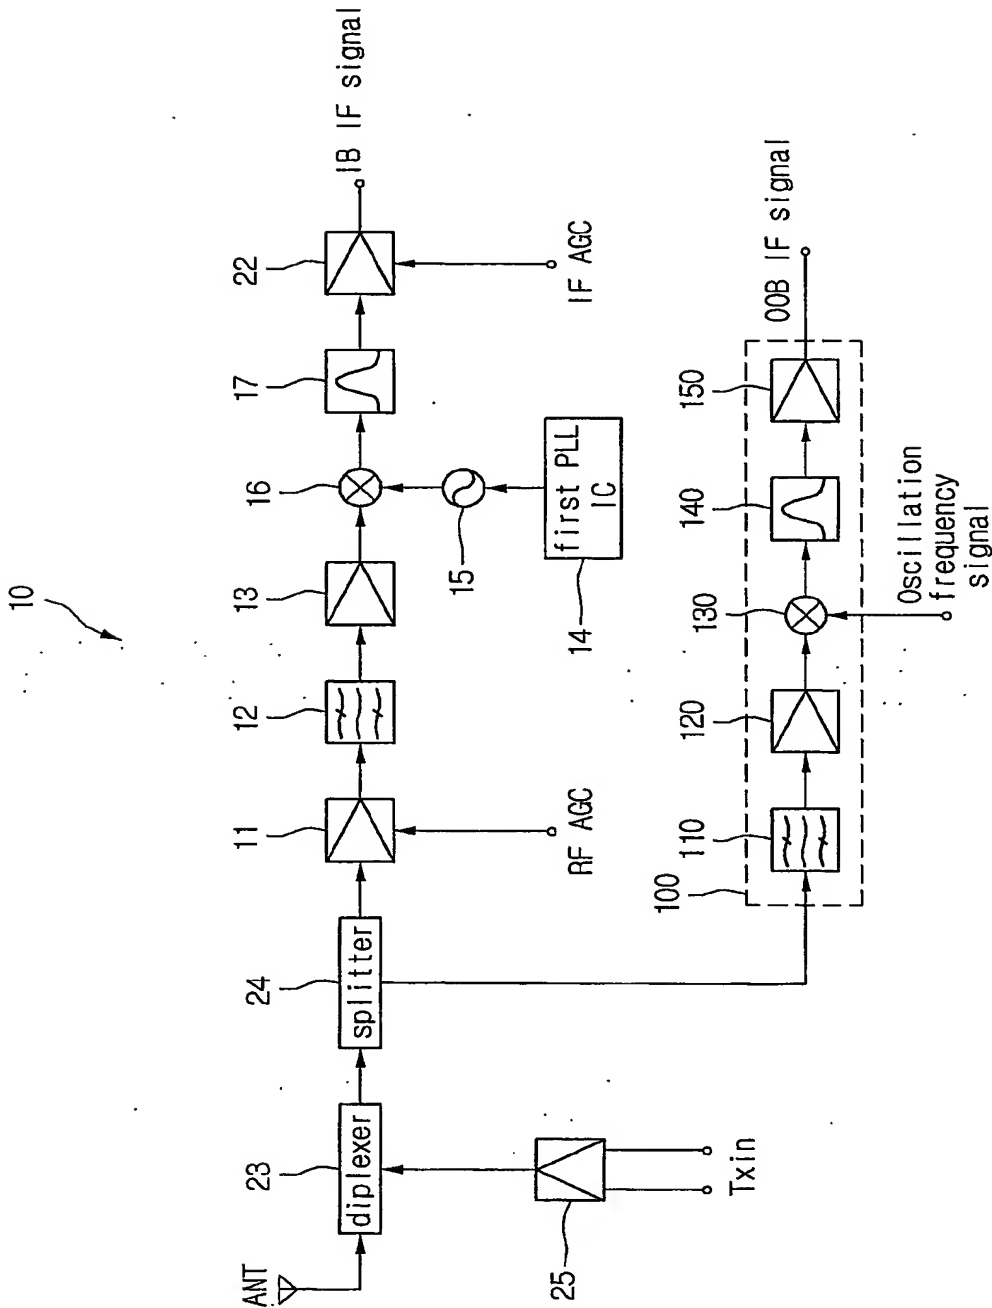 10
ANT
23
diplexer
24
splitter
11
RF AGC
12
13
16
15
first PLL
IC
14
17
22
IF AGC
IB IF signal
25
Txin
100
110
120
130
Oscillation
frequency
signal
140
150
OOB IF signal